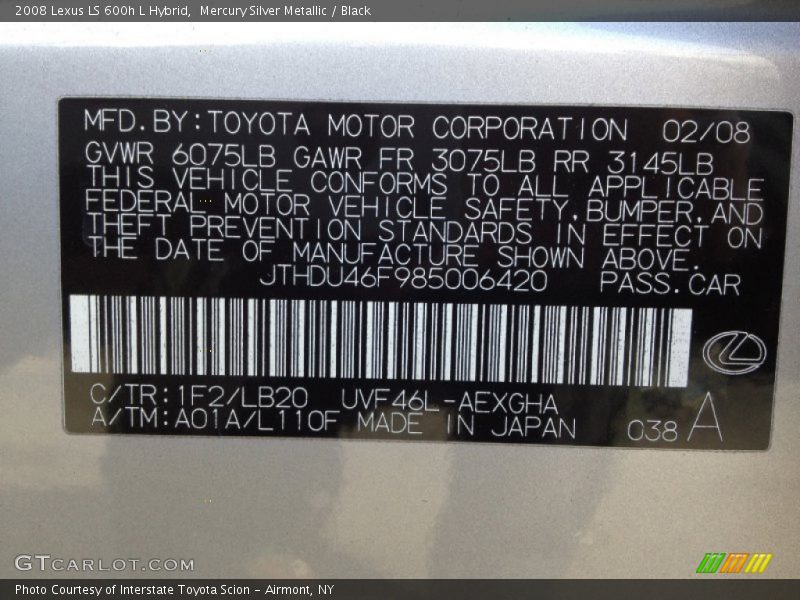 2008 Lexus LS 600h L Hybrid, Mercury Silver Metallic / Black
MFD.BY:TOYOTA MOTOR CORPORATION 02/08
GVWR 6075LB GAWR FR 3075LB RR 3145LB
THIS VEHICLE CONFORMS TO ALL APPLICABLE
FEDERAL MOTOR VEHICLE SAFETY,BUMPER,AND
THEFT PREVENTION STANDARDS IN EFFECT ON
THE DATE OF MANUFACTURE SHOWN ABOVE.
JTHDU46F985006420 PASS.CAR
C/TR:1F2/LB20 UVF46L-AEXGHA
A/TM:A01A/L110F MADE IN JAPAN 038 A
GTCARLOT.COM
Photo Courtesy of Interstate Toyota Scion - Airmont, NY